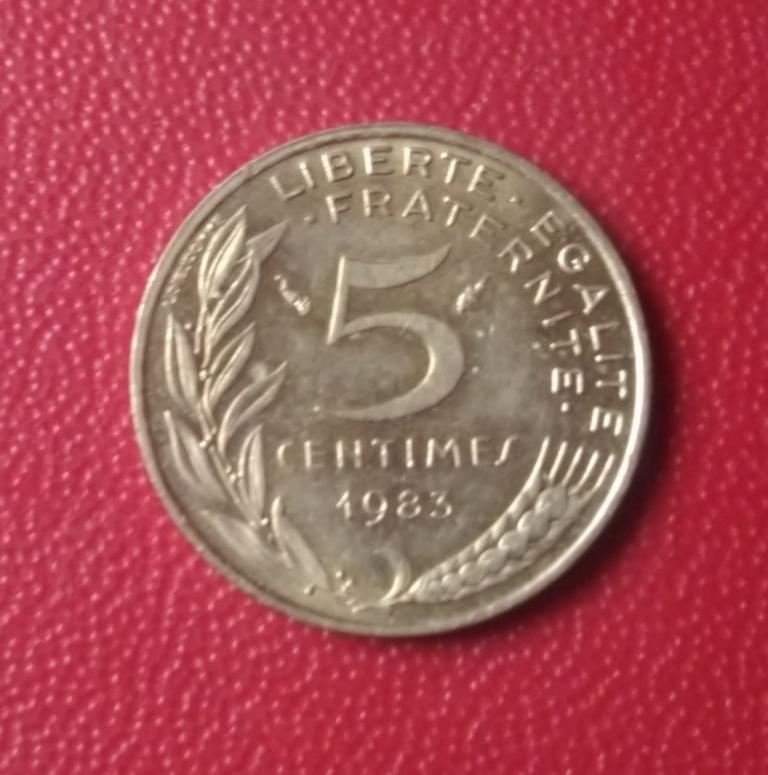 LIBERTE · EGALITE
· FRATERNITE ·
5
CENTIMES
1983